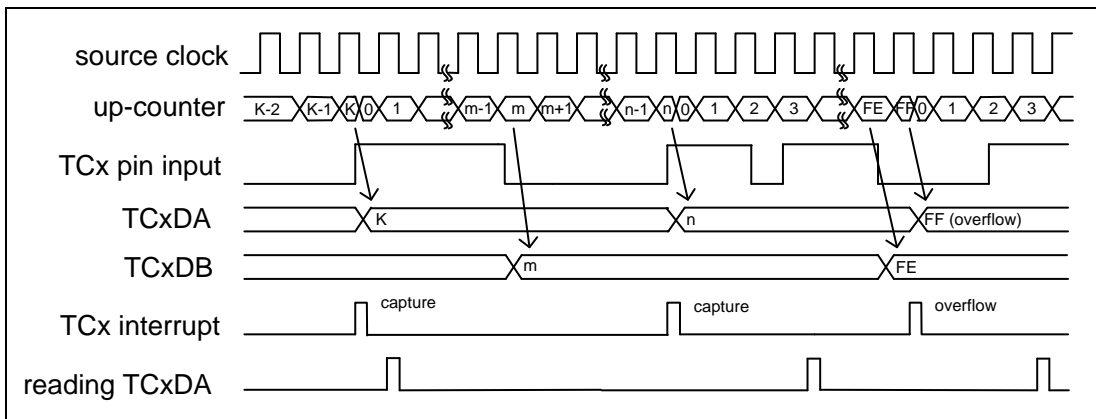 source clock
up-counter K-2 K-1 K 0 1 m-1 m m+1 n-1 n 0 1 2 3 FE FF 0 1 2 3
TCx pin input
TCxDA K n FF (overflow)
TCxDB m FE
TCx interrupt capture capture overflow
reading TCxDA